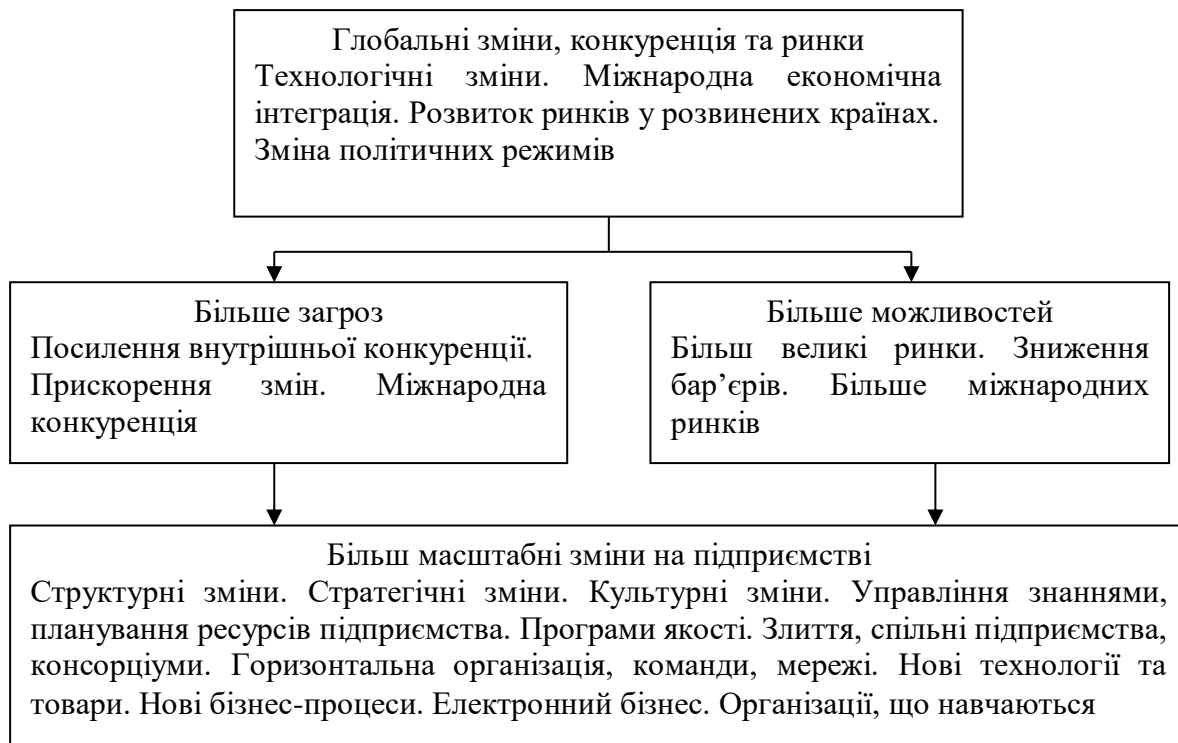 Глобальні зміни, конкуренція та ринки
Технологічні зміни. Міжнародна економічна
інтеграція. Розвиток ринків у розвинених країнах.
Зміна політичних режимів
Більше загроз
Посилення внутрішньої конкуренції.
Прискорення змін. Міжнародна
конкуренція
Більше можливостей
Більш великі ринки. Зниження
бар’єрів. Більше міжнародних
ринків
Більш масштабні зміни на підприємстві
Структурні зміни. Стратегічні зміни. Культурні зміни. Управління знаннями,
планування ресурсів підприємства. Програми якості. Злиття, спільні підприємства,
консорціуми. Горизонтальна організація, команди, мережі. Нові технології та
товари. Нові бізнес-процеси. Електронний бізнес. Організації, що навчаються